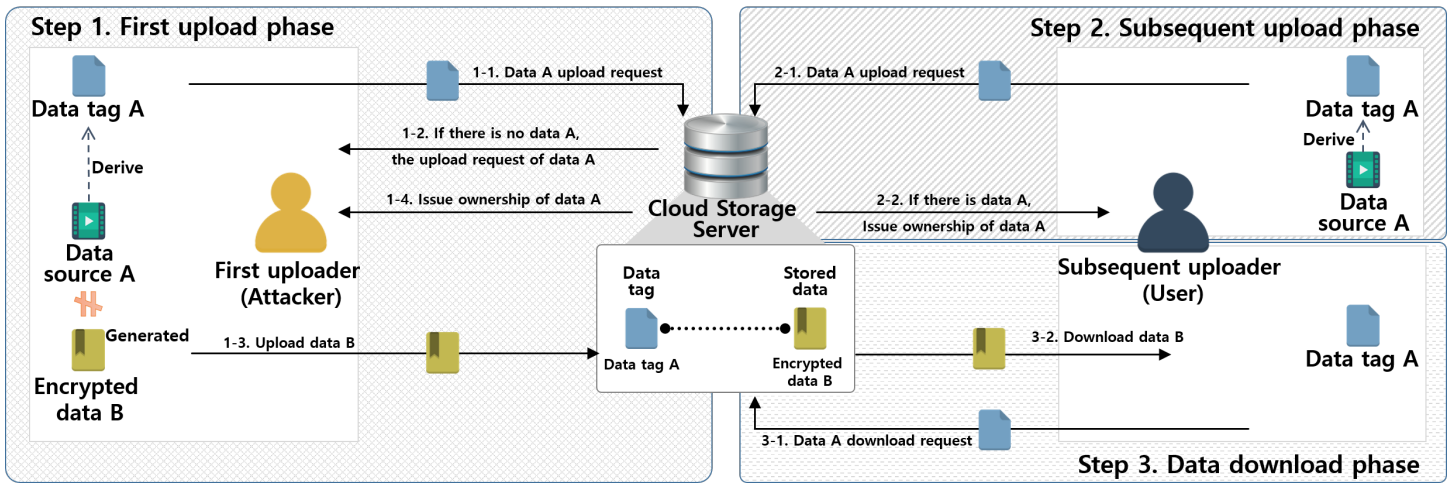 Step 1. First upload phase
Data tag A
Derive
Data
source A
Generated
Encrypted
data B
First uploader
(Attacker)
1-1. Data A upload request
1-2. If there is no data A,
the upload request of data A
1-4. Issue ownership of data A
1-3. Upload data B
Cloud Storage
Server
Data
tag
Stored
data
Data tag A
Encrypted
data B
Step 2. Subsequent upload phase
2-1. Data A upload request
Data tag A
Derive
Data
source A
2-2. If there is data A,
Issue ownership of data A
Subsequent uploader
(User)
3-2. Download data B
Data tag A
3-1. Data A download request
Step 3. Data download phase